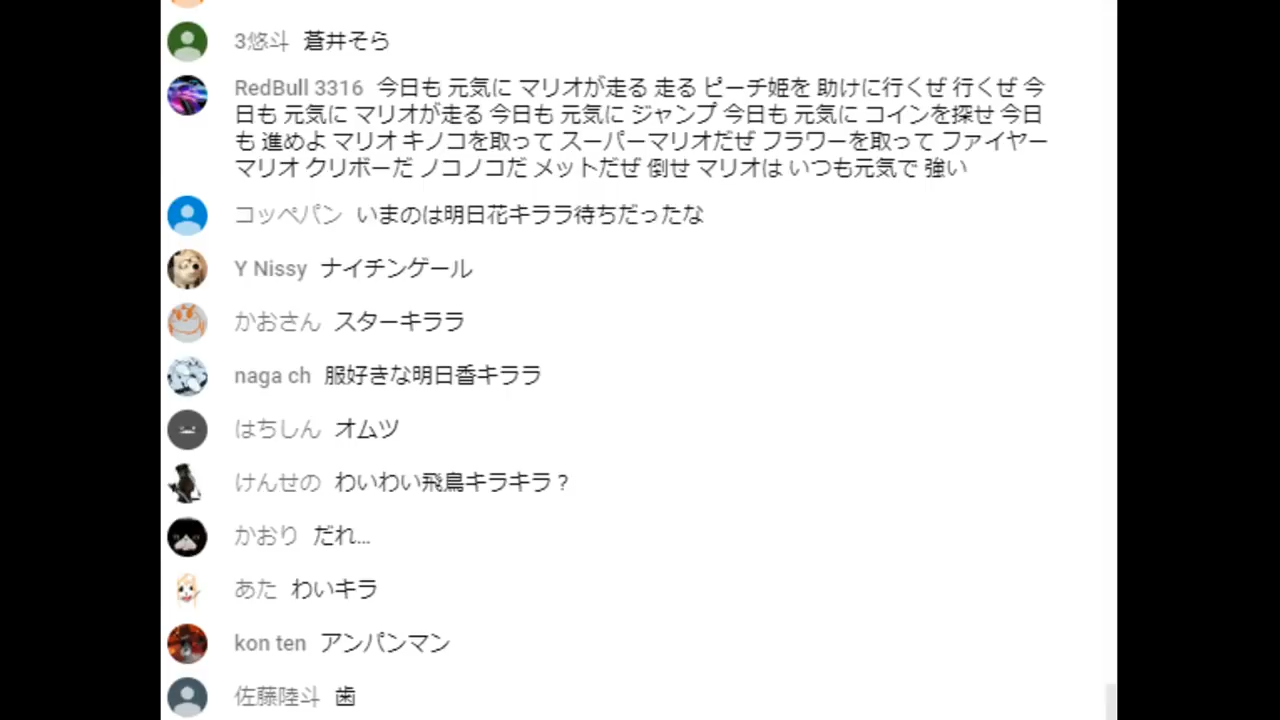 3悠斗 蒼井そら
RedBull 3316 今日も 元気に マリオが走る 走る ピーチ姫を 助けに行くぜ 行くぜ 今
日も 元気に マリオが走る 今日も 元気に ジャンプ 今日も 元気に コインを探せ 今日
も 進めよ マリオ キノコを取って スーパーマリオだぜ フラワーを取って ファイヤー
マリオ クリボーだ ノコノコだ メットだぜ 倒せ マリオは いつも元気で 強い
コッペパン いまのは明日花キララ待ちだったな
Y Nissy ナイチンゲール
かおさん スターキララ
naga ch 服好きな明日香キララ
はちしん オムツ
けんせの わいわい飛鳥キラキラ？
かおり だれ...
あた わいキラ
kon ten アンパンマン
佐藤陸斗 歯